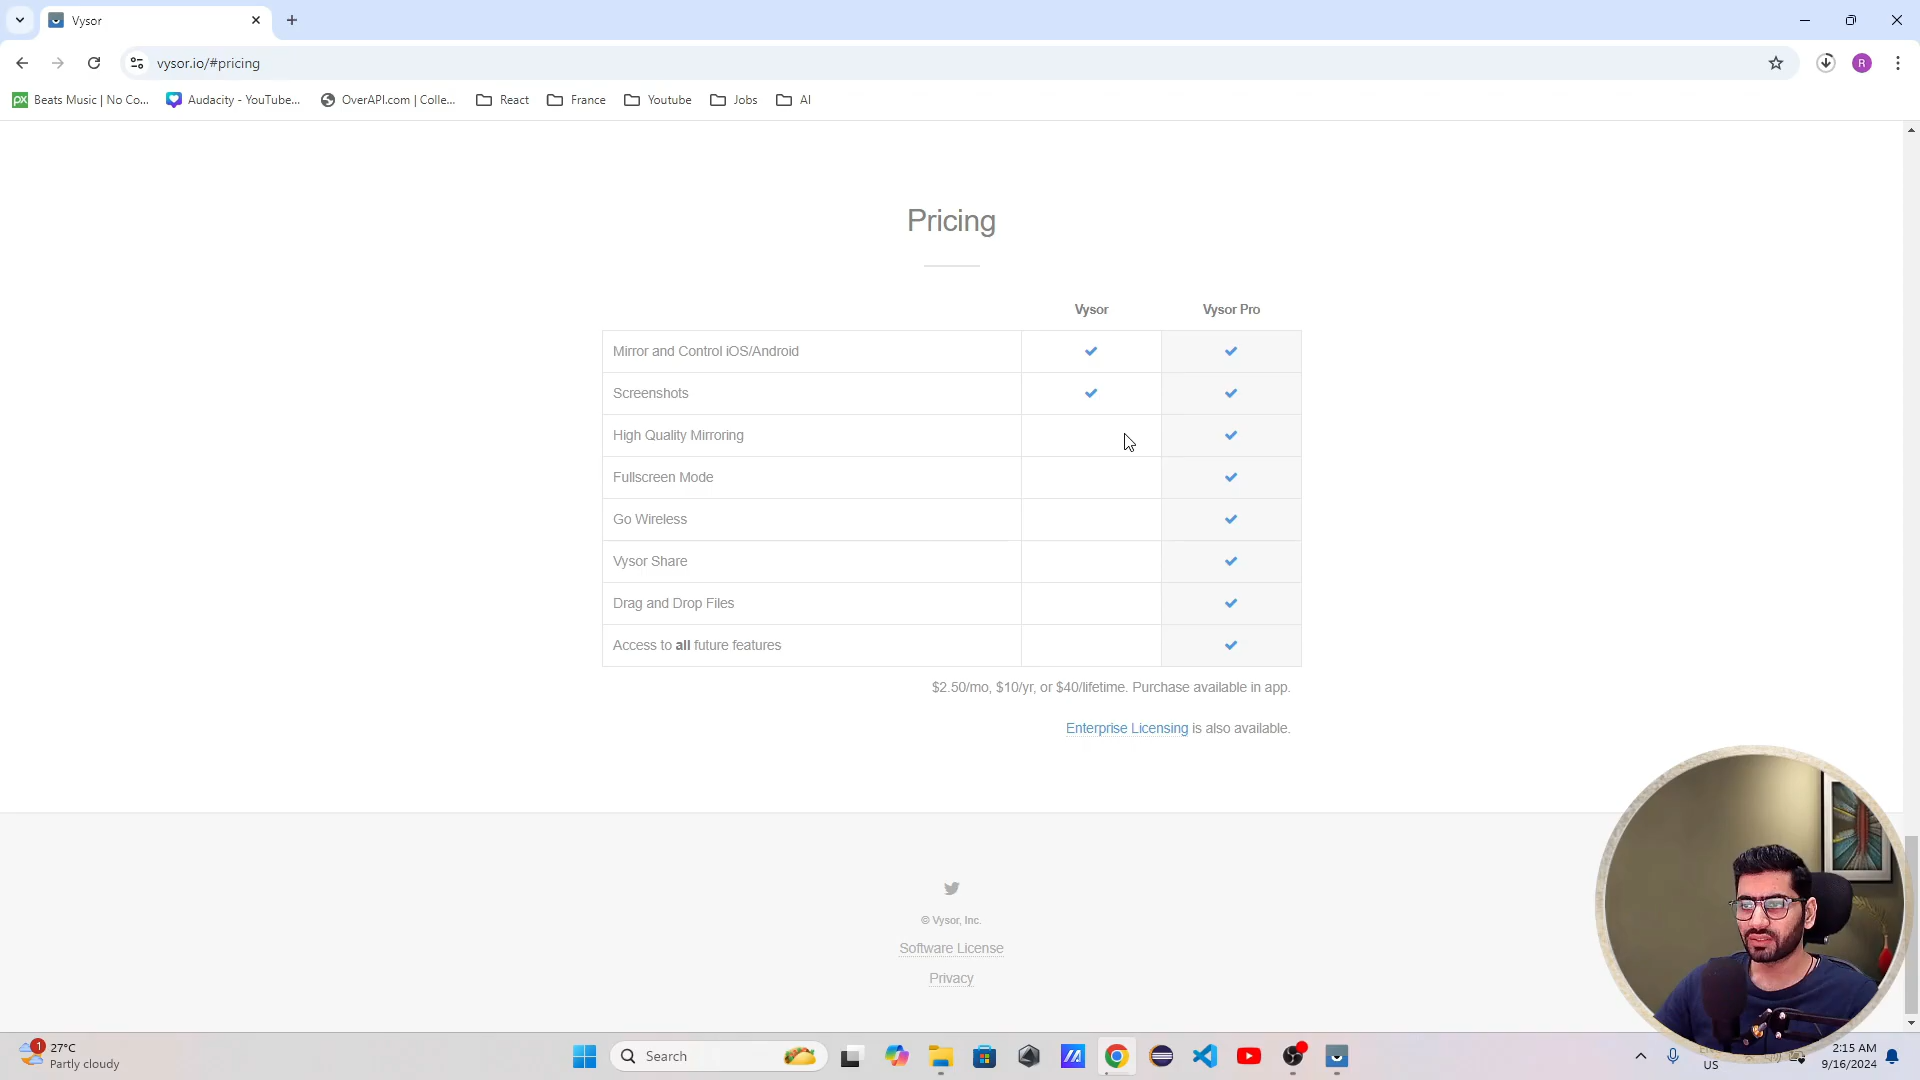 Vysor
vysor.io/#pricing
Beats Music | No Co...
Audacity - YouTube...
OverAPI.com | Colle...
React
France
Youtube
Jobs
AI
R
Pricing
Vysor
Vysor Pro
Mirror and Control iOS/Android
Screenshots
High Quality Mirroring
Fullscreen Mode
Go Wireless
Vysor Share
Drag and Drop Files
Access to all future features
$2.50/mo, $10/yr, or $40/lifetime. Purchase available in app.
Enterprise Licensing is also available.
© Vysor, Inc.
Software License
Privacy
1
27°C
Partly cloudy
Search
US
2:15 AM
9/16/2024